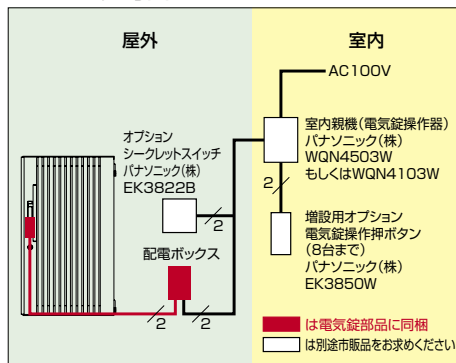 屋外
室内
AC100V
オプション
シークレットスイッチ
パナソニック(株)
EK3822B
室内親機(電気錠操作器)
パナソニック(株)
WQN4503W
もしくはWQN4103W
2
2
配電ボックス
増設用オプション
電気錠操作押ボタン
(8台まで)
パナソニック(株)
EK3850W
2
2
は電気錠部品に同梱
は別途市販品をお求めください